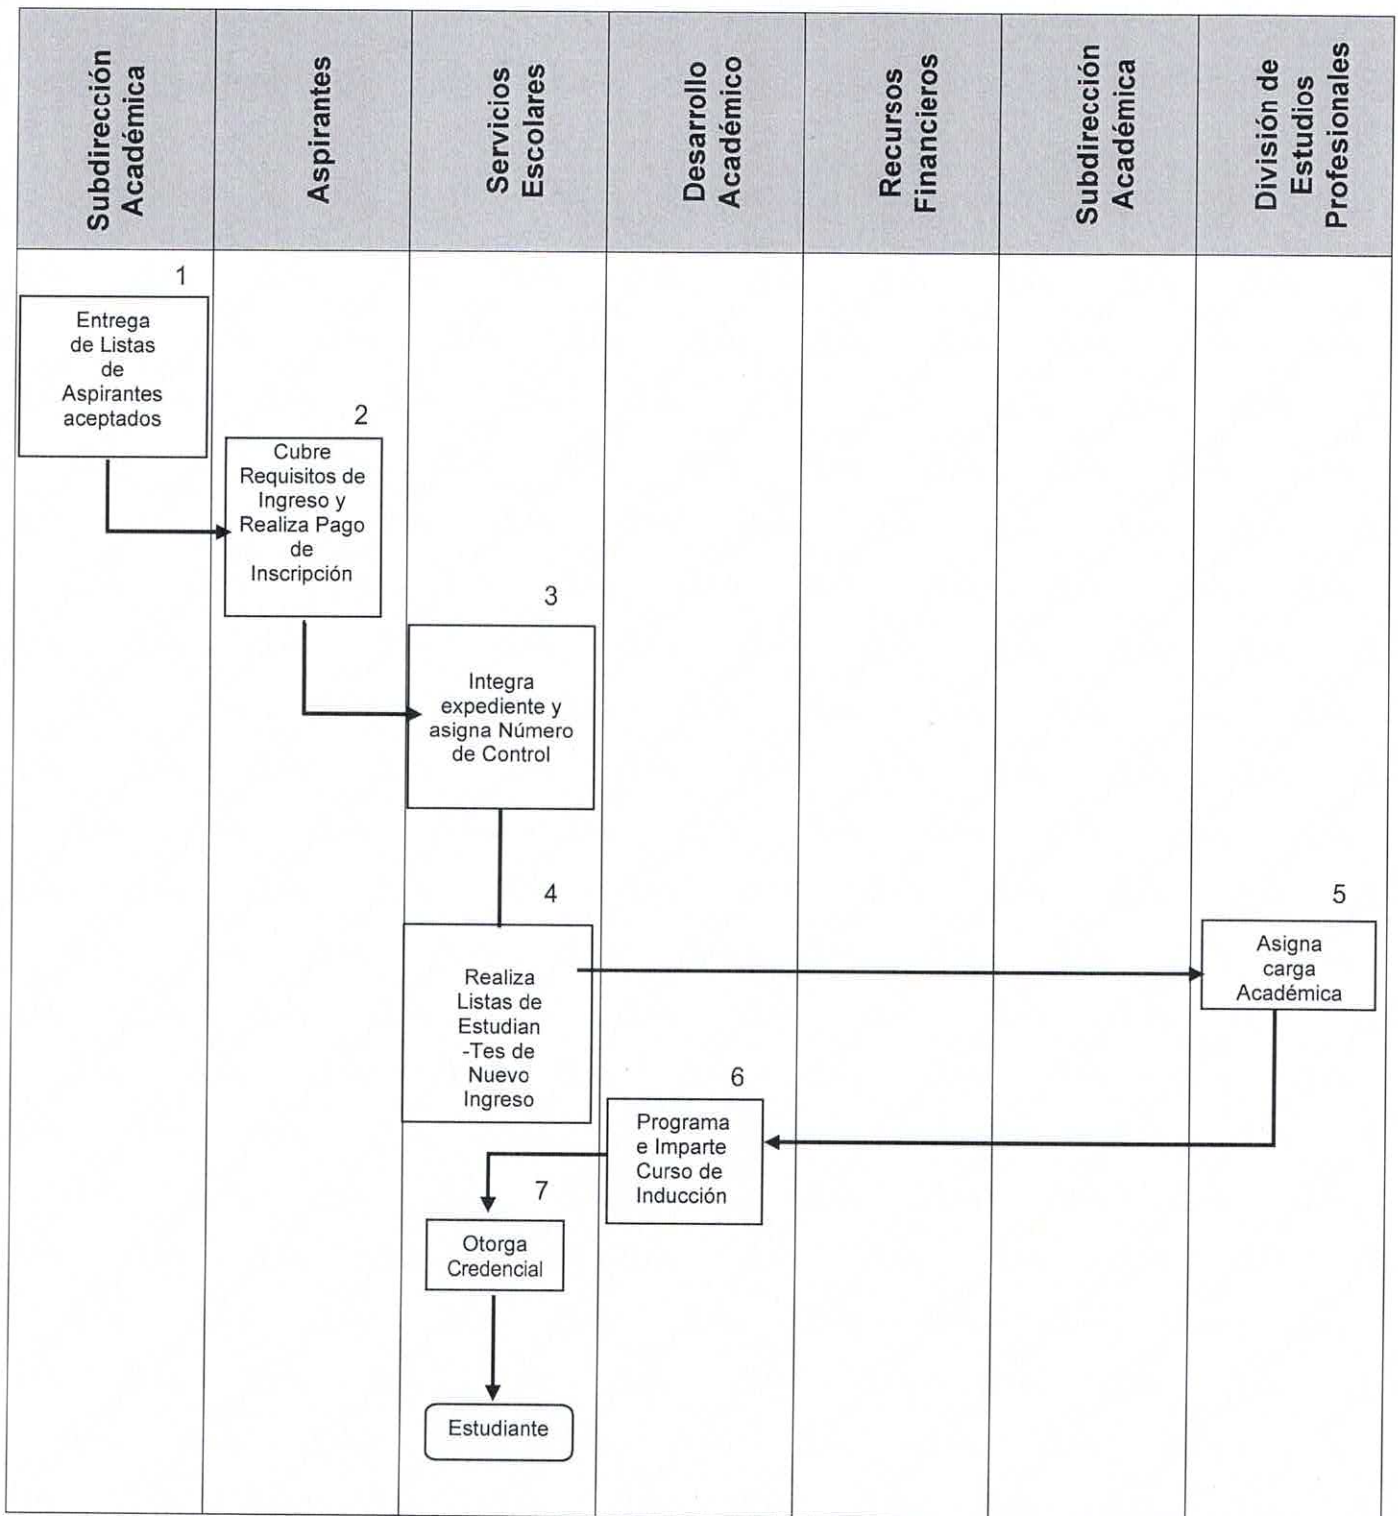 Subdirección
Académica
Aspirantes
Servicios
Escolares
Desarrollo
Académico
Recursos
Financieros
Subdirección
Académica
División de
Estudios
Profesionales
1
Entrega
de Listas
de
Aspirantes
aceptados
2
Cubre
Requisitos de
Ingreso y
Realiza Pago
de
Inscripción
3
Integra
expediente y
asigna Número
de Control
4
Realiza
Listas de
Estudian
-Tes de
Nuevo
Ingreso
5
Asigna
carga
Académica
6
Programa
e Imparte
Curso de
Inducción
7
Otorga
Credencial
Estudiante